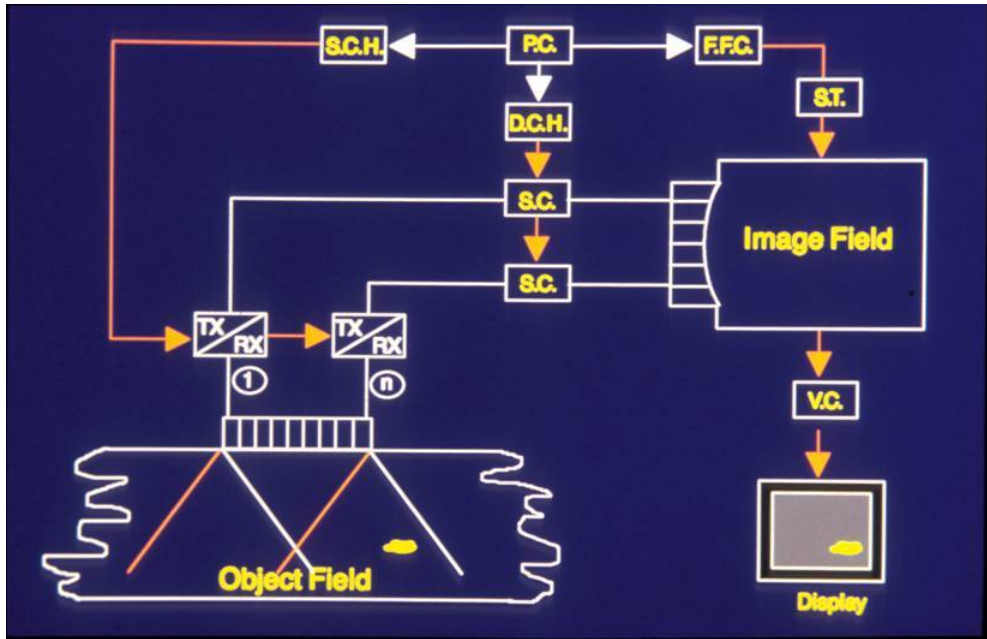 S.C.H.
P.C.
F.F.C.
S.T.
D.C.H.
S.C.
Image Field
S.C.
TX
RX
TX
RX
1
n
V.C.
Object Field
Display